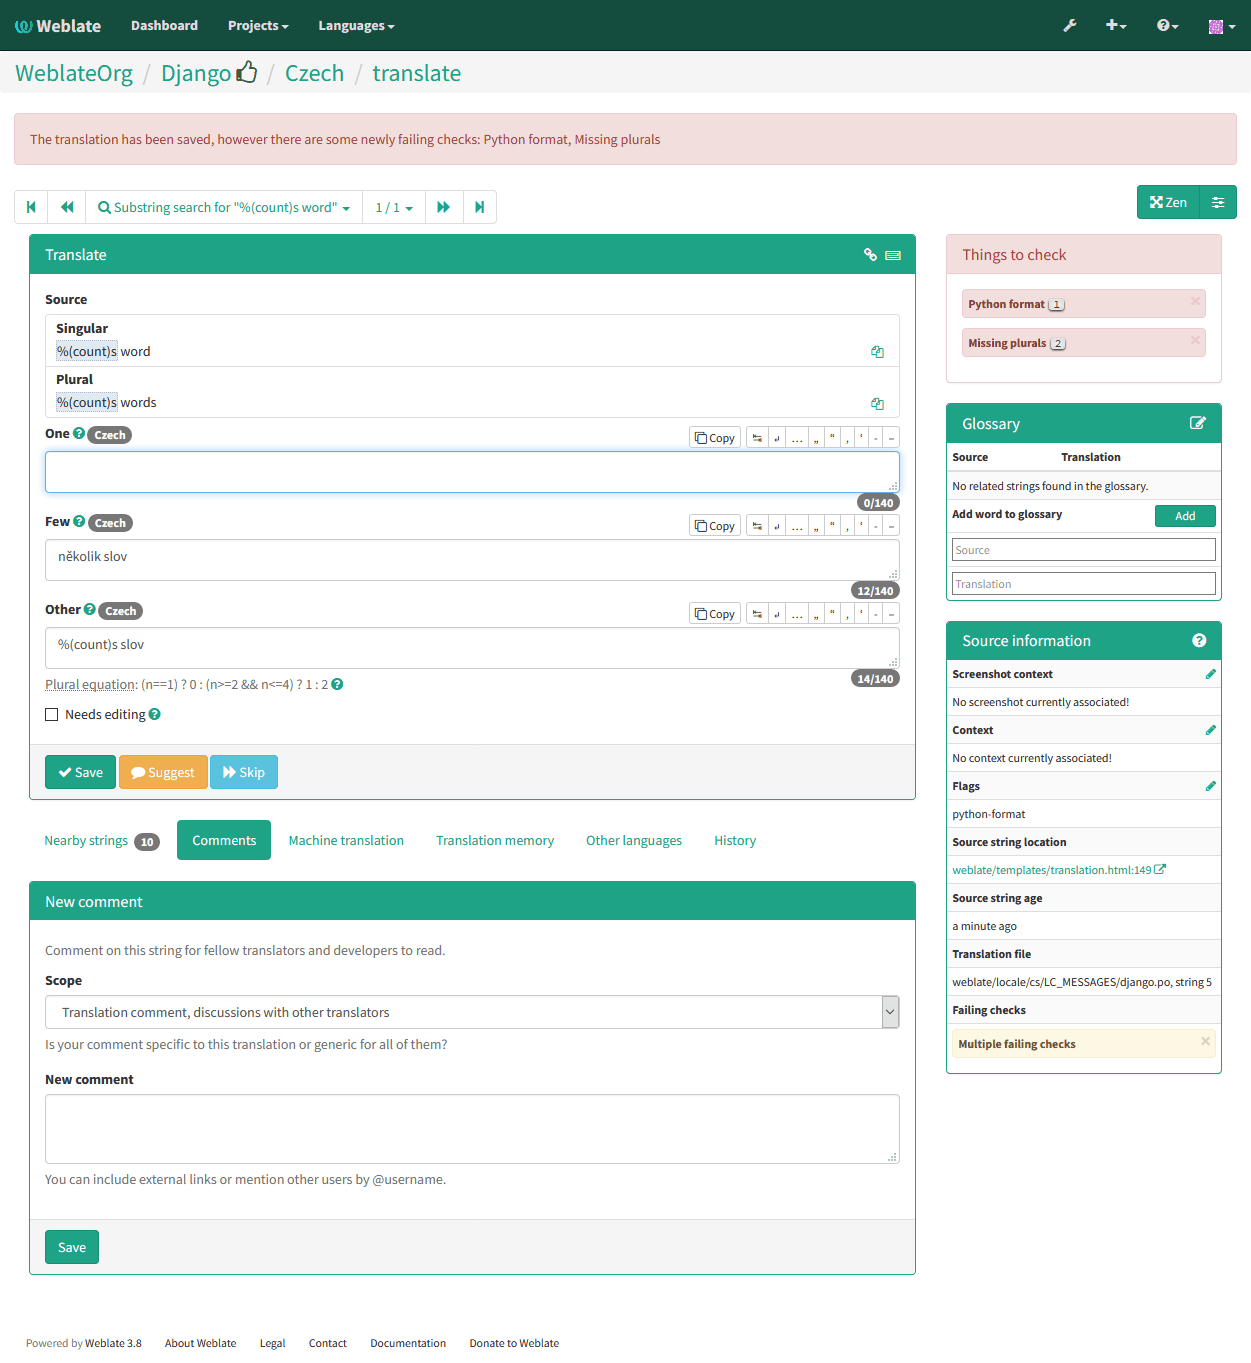 Weblate Dashboard Projects Languages
WeblateOrg / Django / Czech / translate
The translation has been saved, however there are some newly failing checks: Python format, Missing plurals
Substring search for "%(count)s word" 1 / 1
Zen
Translate
Source
Singular
%(count)s word
Plural
%(count)s words
One Czech
Copy … „ “ ‚ ‘ - –
0/140
Few Czech
Copy … „ “ ‚ ‘ - –
několik slov
12/140
Other Czech
Copy … „ “ ‚ ‘ - –
%(count)s slov
14/140
Plural equation: (n==1) ? 0 : (n>=2 && n<=4) ? 1 : 2
Needs editing
Save Suggest Skip
Nearby strings 10 Comments Machine translation Translation memory Other languages History
New comment
Comment on this string for fellow translators and developers to read.
Scope
Translation comment, discussions with other translators
Is your comment specific to this translation or generic for all of them?
New comment
You can include external links or mention other users by @username.
Save
Things to check
Python format 1
Missing plurals 2
Glossary
Source Translation
No related strings found in the glossary.
Add word to glossary Add
Source
Translation
Source information
Screenshot context
No screenshot currently associated!
Context
No context currently associated!
Flags
python-format
Source string location
weblate/templates/translation.html:149
Source string age
a minute ago
Translation file
weblate/locale/cs/LC_MESSAGES/django.po, string 5
Failing checks
Multiple failing checks
Powered by Weblate 3.8 About Weblate Legal Contact Documentation Donate to Weblate